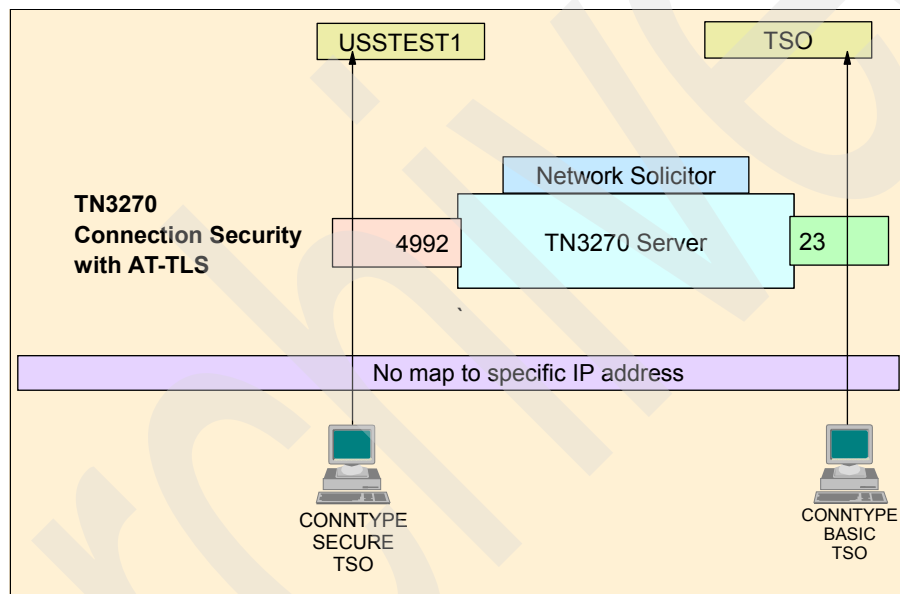 USSTEST1
TSO
Network Solicitor
TN3270
Connection Security
with AT-TLS
4992
TN3270 Server
23
`
No map to specific IP address
CONNTYPE
SECURE
TSO
CONNTYPE
BASIC
TSO